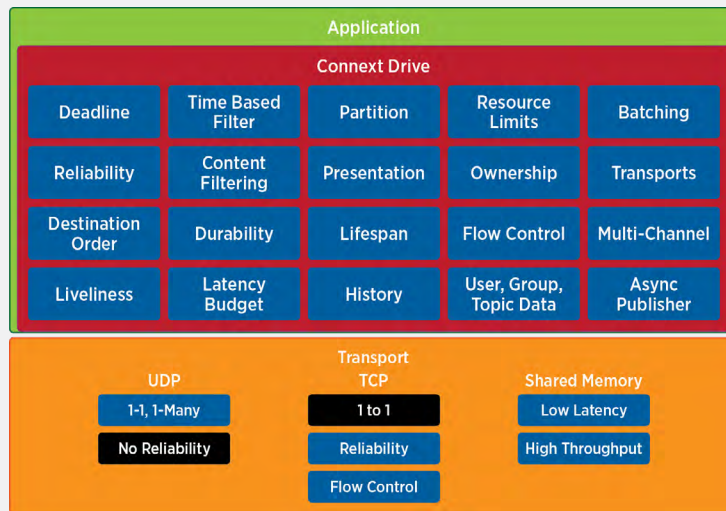 Application
Connext Drive
Deadline
Time Based
Filter
Partition
Resource
Limits
Batching
Reliability
Content
Filtering
Presentation
Ownership
Transports
Destination
Order
Durability
Lifespan
Flow Control
Multi-Channel
Liveliness
Latency
Budget
History
User, Group,
Topic Data
Async
Publisher
Transport
UDP
TCP
Shared Memory
1-1, 1-Many
1 to 1
Low Latency
No Reliability
Reliability
High Throughput
Flow Control